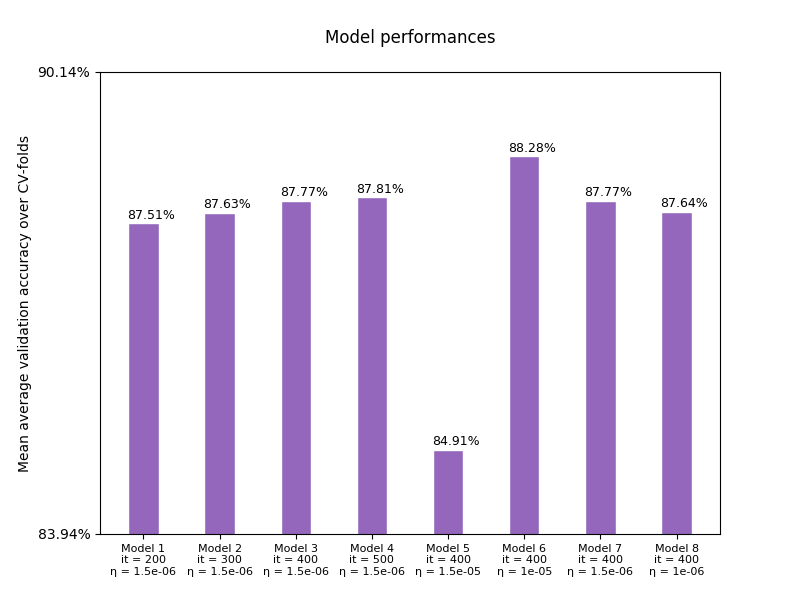 Model performances
90.14%
Mean average validation accuracy over CV-folds
87.51%
87.63%
87.77%
87.81%
84.91%
88.28%
87.77%
87.64%
83.94%
Model 1
it = 200
η = 1.5e-06
Model 2
it = 300
η = 1.5e-06
Model 3
it = 400
η = 1.5e-06
Model 4
it = 500
η = 1.5e-06
Model 5
it = 400
η = 1.5e-05
Model 6
it = 400
η = 1e-05
Model 7
it = 400
η = 1.5e-06
Model 8
it = 400
η = 1e-06